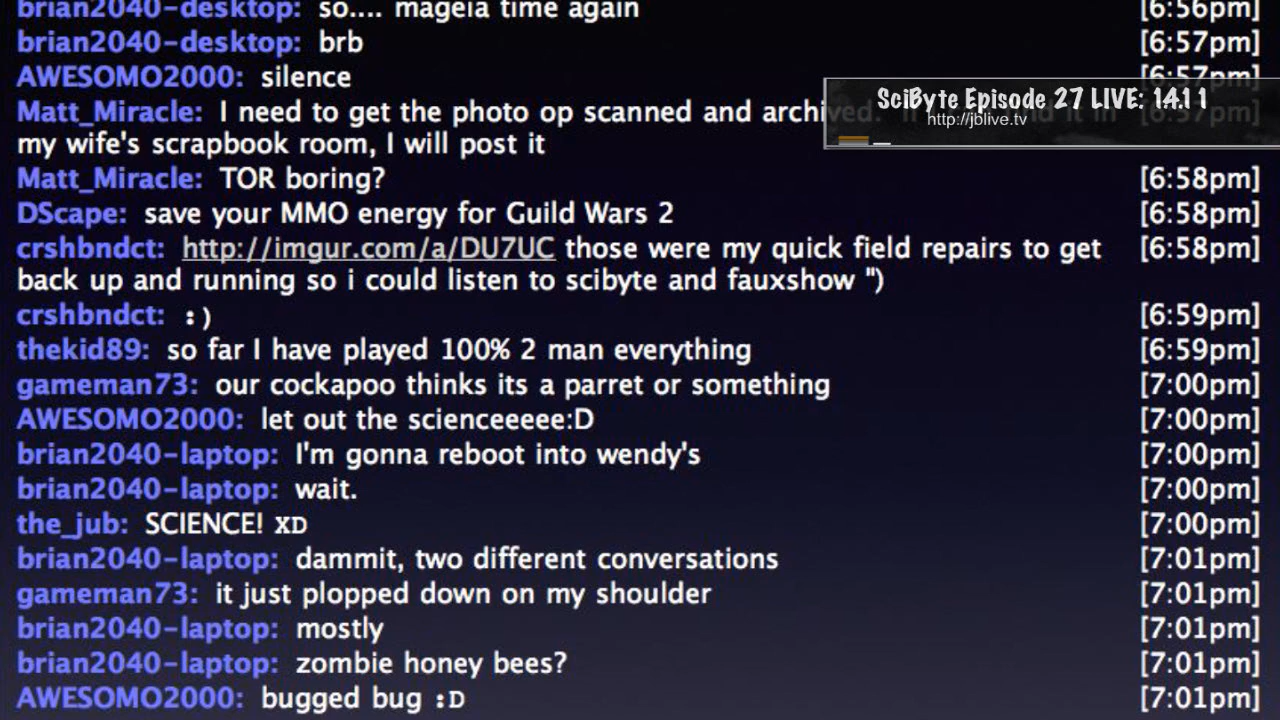 brian2040-desktop: so.... mageia time again [6:56pm]
brian2040-desktop: brb [6:57pm]
AWESOMO2000: silence [6:57pm]
SciByte Episode 27 LIVE: 14.1 1
http://jblive.tv
Matt_Miracle: I need to get the photo op scanned and archived. in [6:57pm]
my wife's scrapbook room, I will post it
Matt_Miracle: TOR boring? [6:58pm]
DScape: save your MMO energy for Guild Wars 2 [6:58pm]
crshbndct: http://imgur.com/a/DU7UC those were my quick field repairs to get [6:58pm]
back up and running so i could listen to scibyte and fauxshow ")
crshbndct: :) [6:59pm]
thekid89: so far I have played 100% 2 man everything [6:59pm]
gameman73: our cockapoo thinks its a parret or something [7:00pm]
AWESOMO2000: let out the scienceeeee:D [7:00pm]
brian2040-laptop: I'm gonna reboot into wendy's [7:00pm]
brian2040-laptop: wait. [7:00pm]
the_jub: SCIENCE! XD [7:00pm]
brian2040-laptop: dammit, two different conversations [7:01pm]
gameman73: it just plopped down on my shoulder [7:01pm]
brian2040-laptop: mostly [7:01pm]
brian2040-laptop: zombie honey bees? [7:01pm]
AWESOMO2000: bugged bug :D [7:01pm]